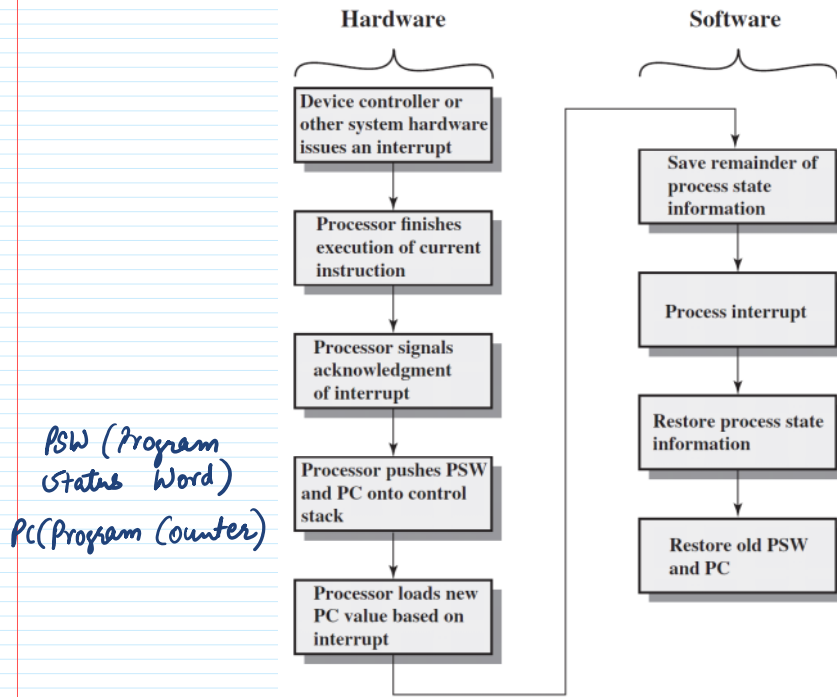 Hardware
Device controller or
other system hardware
issues an interrupt
Processor finishes
execution of current
instruction
Processor signals
acknowledgment
of interrupt
Processor pushes PSW
and PC onto control
stack
Processor loads new
PC value based on
interrupt
Software
Save remainder of
process state
information
Process interrupt
Restore process state
information
Restore old PSW
and PC
PSW (Program
Status Word)
PC (Program Counter)